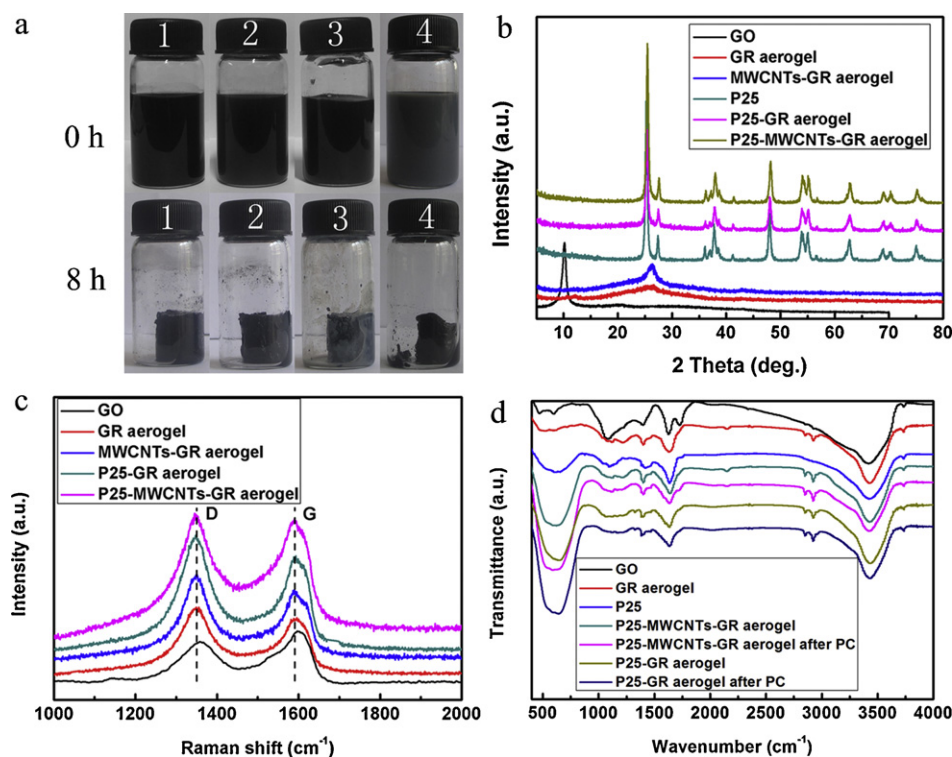 a
1 2 3 4
0 h
1 2 3 4
8 h
b
Intensity (a.u.)
GO
GR aerogel
MWCNTs-GR aerogel
P25
P25-GR aerogel
P25-MWCNTs-GR aerogel
10 20 30 40 50 60 70 80
2 Theta (deg.)
c
Intensity (a.u.)
GO
GR aerogel
MWCNTs-GR aerogel
P25-GR aerogel
P25-MWCNTs-GR aerogel
D G
1000 1200 1400 1600 1800 2000
Raman shift (cm-1)
d
Transmittance (a.u.)
GO
GR aerogel
P25
P25-MWCNTs-GR aerogel
P25-MWCNTs-GR aerogel after PC
P25-GR aerogel
P25-GR aerogel after PC
500 1000 1500 2000 2500 3000 3500 4000
Wavenumber (cm-1)